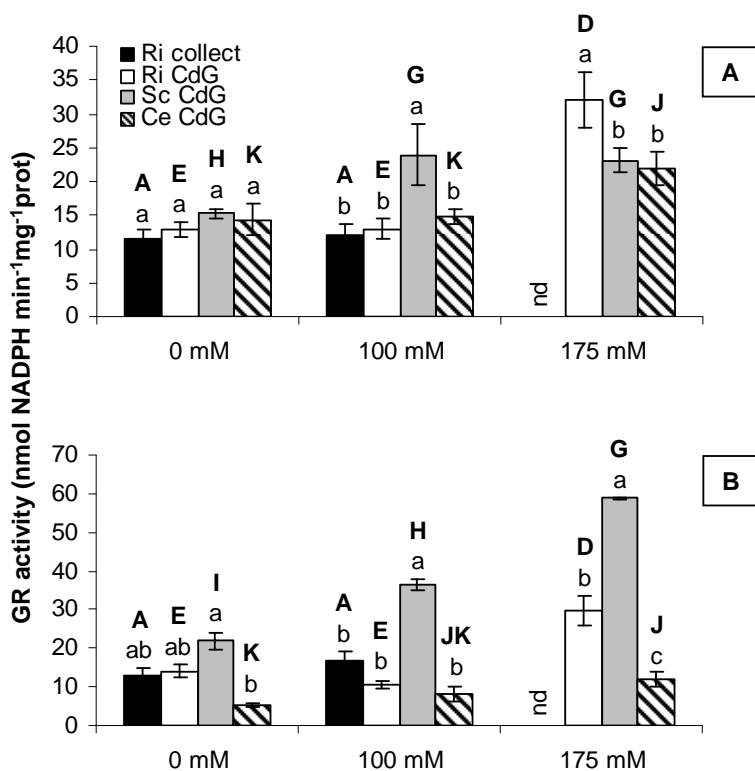 GR activity (nmol NADPH min⁻¹mg⁻¹prot)
40
35
30
25
20
15
10
5
0
Ri collect
Ri CdG
Sc CdG
Ce CdG
A
A E H K
a a a a
A E G K
b b a b
nd
D G J
a b b
0 mM 100 mM 175 mM
70
60
50
40
30
20
10
0
B
A E I K
ab ab a b
A E H JK
b b a b
nd
D G J
b a c
0 mM 100 mM 175 mM